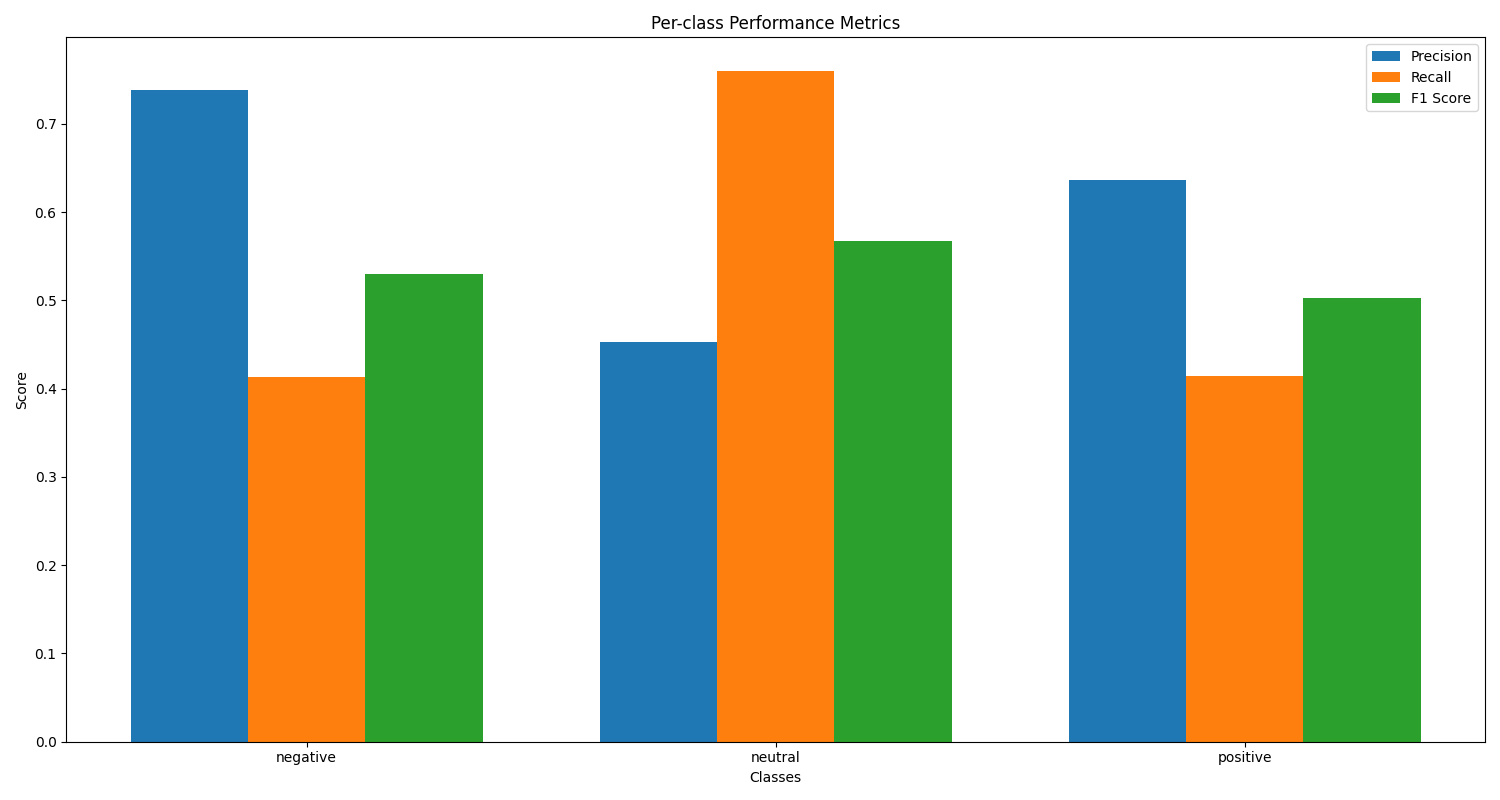 Per-class Performance Metrics
Precision
Recall
F1 Score
0.7
0.6
0.5
0.4
0.3
0.2
0.1
0.0
Score
negative
neutral
positive
Classes